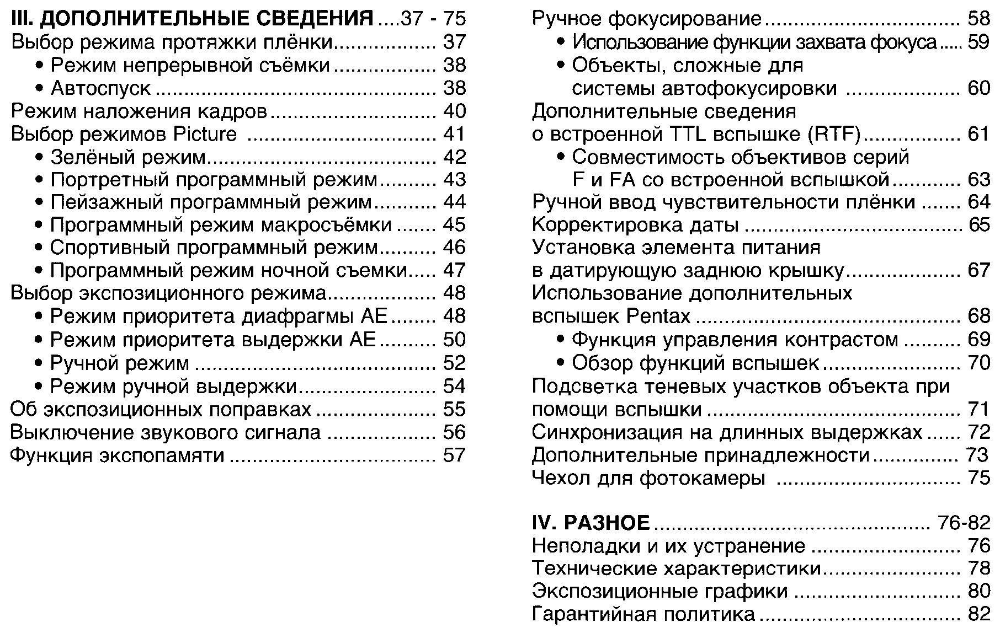 III. ДОПОЛНИТЕЛЬНЫЕ СВЕДЕНИЯ ....37 - 75
Выбор режима протяжки плёнки.................. 37
• Режим непрерывной съёмки .................. 38
• Автоспуск ................................................. 38
Режим наложения кадров............................. 40
Выбор режимов Picture ................................. 41
• Зелёный режим........................................ 42
• Портретный программный режим.......... 43
• Пейзажный программный режим........... 44
• Программный режим макросъёмки ....... 45
• Спортивный программный режим.......... 46
• Программный режим ночной съемки..... 47
Выбор экспозиционного режима................... 48
• Режим приоритета диафрагмы AE........ 48
• Режим приоритета выдержки AE.......... 50
• Ручной режим .......................................... 52
• Режим ручной выдержки........................ 54
Об экспозиционных поправках ..................... 55
Выключение звукового сигнала ................... 56
Функция экспопамяти .................................... 57
Ручное фокусирование.................................. 58
• Использование функции захвата фокуса ..... 59
• Объекты, сложные для
системы автофокусировки .................... 60
Дополнительные сведения
о встроенной TTL вспышке (RTF)................. 61
• Совместимость объективов серий
F и FA со встроенной вспышкой............ 63
Ручной ввод чувствительности плёнки ....... 64
Корректировка даты ...................................... 65
Установка элемента питания
в датирующую заднюю крышку.................... 67
Использование дополнительных
вспышек Pentax .............................................. 68
• Функция управления контрастом .......... 69
• Обзор функций вспышек........................ 70
Подсветка теневых участков объекта при
помощи вспышки ............................................ 71
Синхронизация на длинных выдержках ...... 72
Дополнительные принадлежности............... 73
Чехол для фотокамеры ................................ 75
IV. РАЗНОЕ ................................................ 76-82
Неполадки и их устранение .......................... 76
Технические характеристики........................ 78
Экспозиционные графики ............................. 80
Гарантийная политика ................................... 82